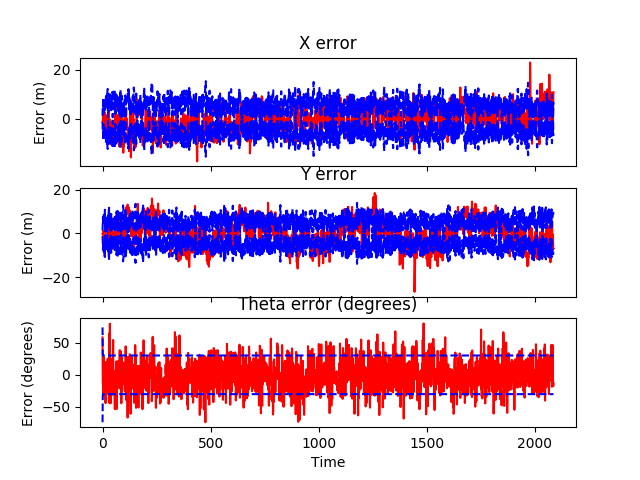 X error
20
0
Error (m)
Y error
20
0
−20
Error (m)
Theta error (degrees)
50
0
−50
Error (degrees)
0 500 1000 1500 2000
Time